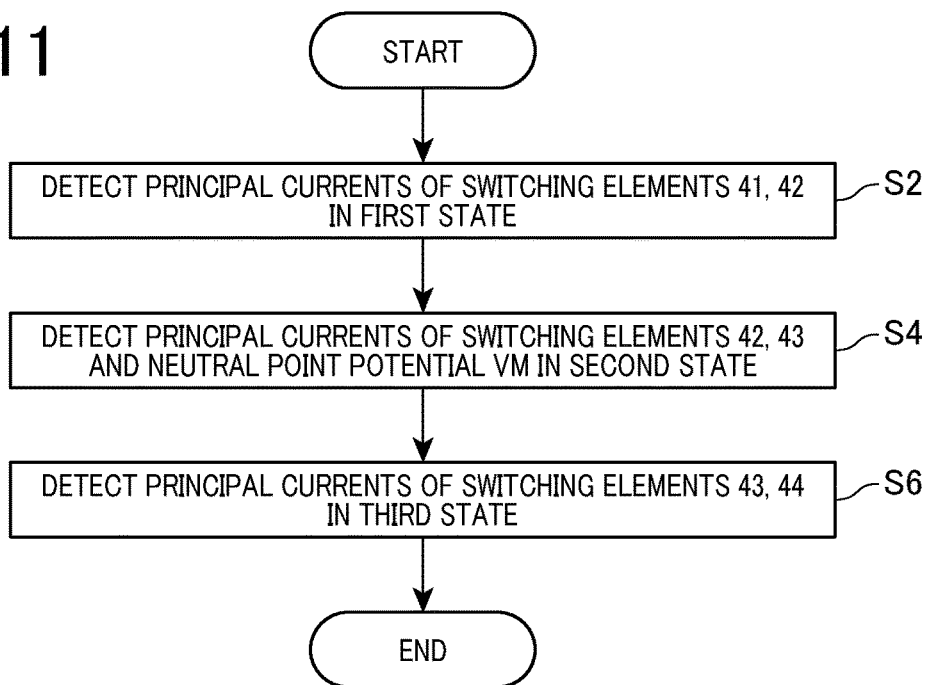 11
START
DETECT PRINCIPAL CURRENTS OF SWITCHING ELEMENTS 41, 42
IN FIRST STATE
S2
DETECT PRINCIPAL CURRENTS OF SWITCHING ELEMENTS 42, 43
AND NEUTRAL POINT POTENTIAL VM IN SECOND STATE
S4
DETECT PRINCIPAL CURRENTS OF SWITCHING ELEMENTS 43, 44
IN THIRD STATE
S6
END